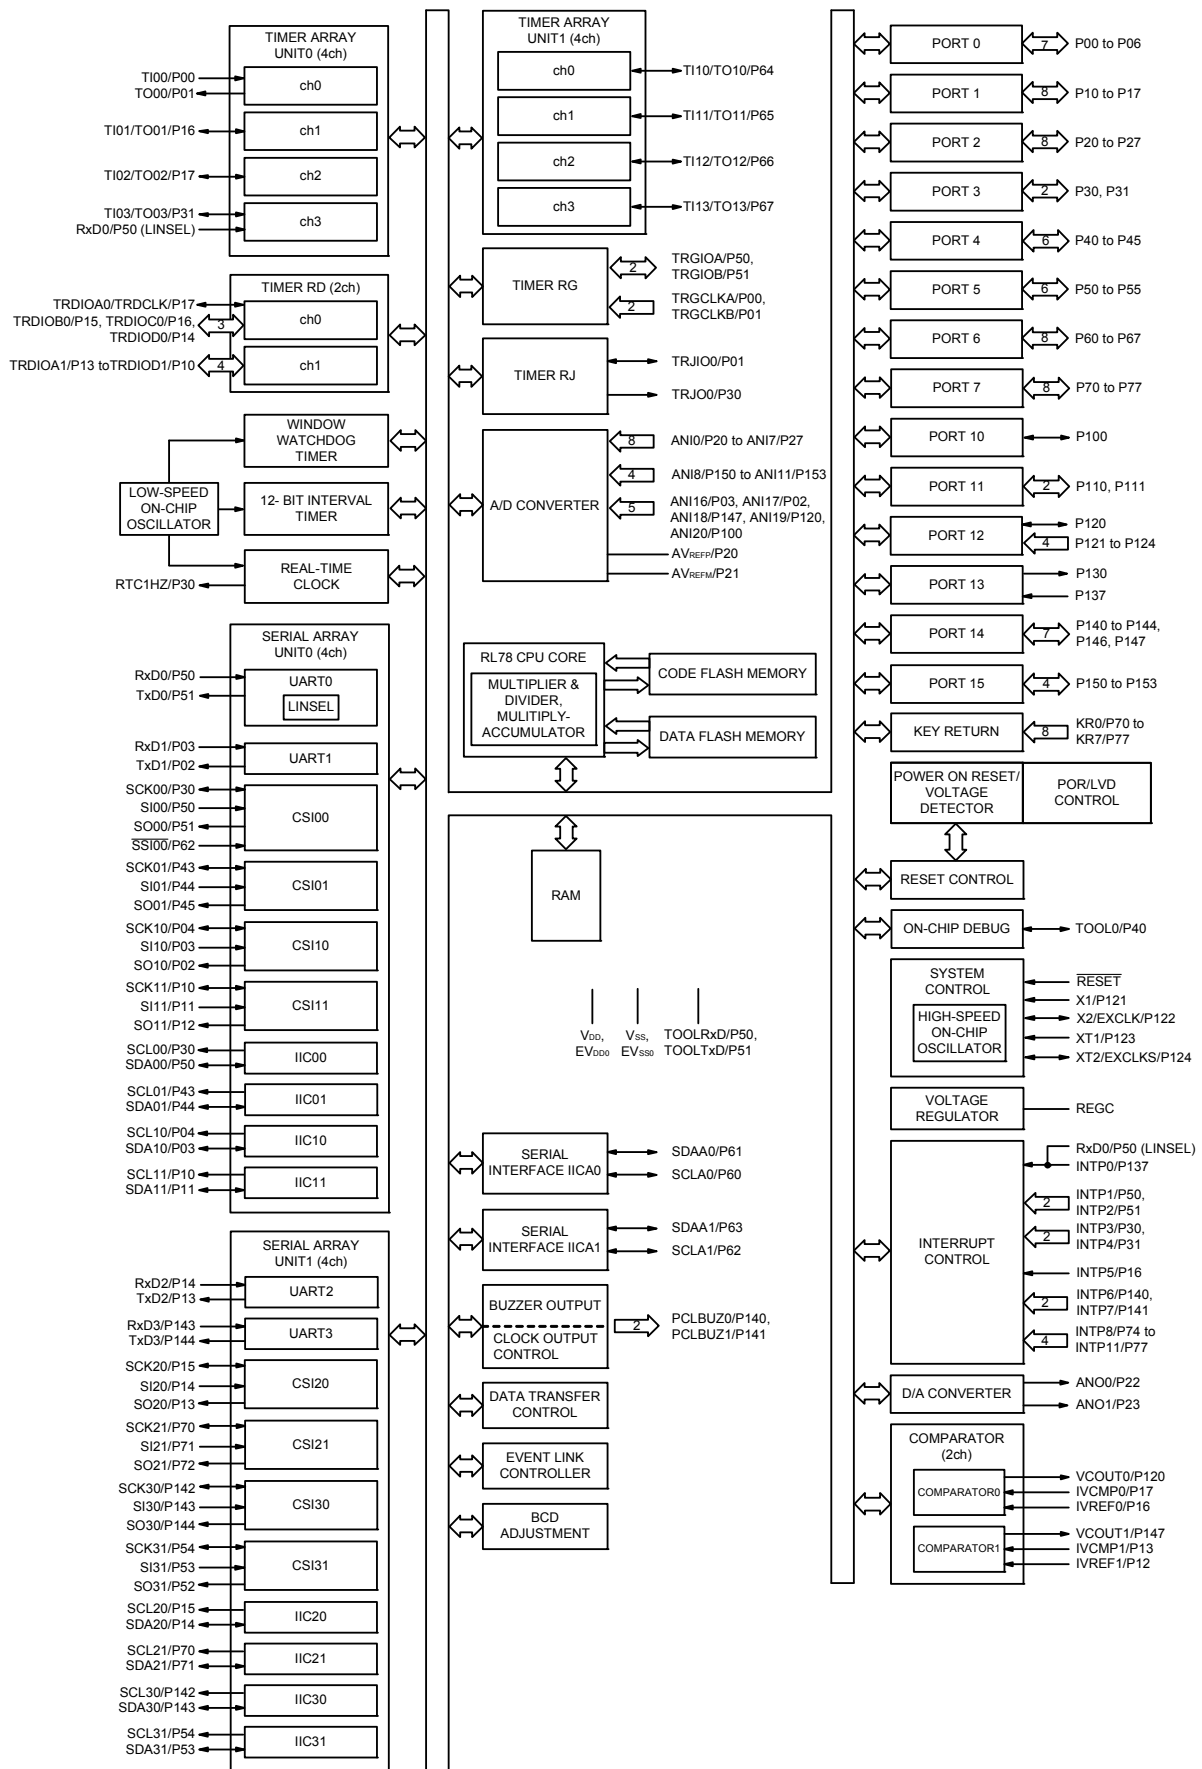 TIMER ARRAY
UNIT0 (4ch)
TI00/P00
TO00/P01
ch0
TI01/TO01/P16
ch1
TI02/TO02/P17
ch2
TI03/TO03/P31
RxD0/P50 (LINSEL)
ch3
TIMER RD (2ch)
TRDIOA0/TRDCLK/P17
TRDIOB0/P15, TRDIOC0/P16,
TRDIOD0/P14
3
ch0
TRDIOA1/P13 toTRDIOD1/P10
4
ch1
WINDOW
WATCHDOG
TIMER
LOW-SPEED
ON-CHIP
OSCILLATOR
12- BIT INTERVAL
TIMER
REAL-TIME
CLOCK
RTC1HZ/P30
SERIAL ARRAY
UNIT0 (4ch)
RxD0/P50
TxD0/P51
UART0
LINSEL
RxD1/P03
TxD1/P02
UART1
SCK00/P30
SI00/P50
SO00/P51
SSI00/P62
CSI00
SCK01/P43
SI01/P44
SO01/P45
CSI01
SCK10/P04
SI10/P03
SO10/P02
CSI10
SCK11/P10
SI11/P11
SO11/P12
CSI11
SCL00/P30
SDA00/P50
IIC00
SCL01/P43
SDA01/P44
IIC01
SCL10/P04
SDA10/P03
IIC10
SCL11/P10
SDA11/P11
IIC11
SERIAL ARRAY
UNIT1 (4ch)
RxD2/P14
TxD2/P13
UART2
RxD3/P143
TxD3/P144
UART3
SCK20/P15
SI20/P14
SO20/P13
CSI20
SCK21/P70
SI21/P71
SO21/P72
CSI21
SCK30/P142
SI30/P143
SO30/P144
CSI30
SCK31/P54
SI31/P53
SO31/P52
CSI31
SCL20/P15
SDA20/P14
IIC20
SCL21/P70
SDA21/P71
IIC21
SCL30/P142
SDA30/P143
IIC30
SCL31/P54
SDA31/P53
IIC31
TIMER ARRAY
UNIT1 (4ch)
ch0
TI10/TO10/P64
ch1
TI11/TO11/P65
ch2
TI12/TO12/P66
ch3
TI13/TO13/P67
TIMER RG
2
TRGIOA/P50,
TRGIOB/P51
2
TRGCLKA/P00,
TRGCLKB/P01
TIMER RJ
TRJIO0/P01
TRJO0/P30
A/D CONVERTER
8
ANI0/P20 to ANI7/P27
4
ANI8/P150 to ANI11/P153
5
ANI16/P03, ANI17/P02,
ANI18/P147, ANI19/P120,
ANI20/P100
AVREFP/P20
AVREFM/P21
RL78 CPU CORE
MULTIPLIER &
DIVIDER,
MULITIPLY-
ACCUMULATOR
CODE FLASH MEMORY
DATA FLASH MEMORY
RAM
VDD,
EVDD0
VSS,
EVSS0
TOOLRxD/P50,
TOOLTxD/P51
SERIAL
INTERFACE IICA0
SDAA0/P61
SCLA0/P60
SERIAL
INTERFACE IICA1
SDAA1/P63
SCLA1/P62
BUZZER OUTPUT
CLOCK OUTPUT
CONTROL
2
PCLBUZ0/P140,
PCLBUZ1/P141
DATA TRANSFER
CONTROL
EVENT LINK
CONTROLLER
BCD
ADJUSTMENT
PORT 0
7
P00 to P06
PORT 1
8
P10 to P17
PORT 2
8
P20 to P27
PORT 3
2
P30, P31
PORT 4
6
P40 to P45
PORT 5
6
P50 to P55
PORT 6
8
P60 to P67
PORT 7
8
P70 to P77
PORT 10
P100
PORT 11
2
P110, P111
PORT 12
P120
4
P121 to P124
PORT 13
P130
P137
PORT 14
7
P140 to P144,
P146, P147
PORT 15
4
P150 to P153
KEY RETURN
8
KR0/P70 to
KR7/P77
POWER ON RESET/
VOLTAGE
DETECTOR
POR/LVD
CONTROL
RESET CONTROL
ON-CHIP DEBUG
TOOL0/P40
SYSTEM
CONTROL
HIGH-SPEED
ON-CHIP
OSCILLATOR
RESET
X1/P121
X2/EXCLK/P122
XT1/P123
XT2/EXCLKS/P124
VOLTAGE
REGULATOR
REGC
INTERRUPT
CONTROL
RxD0/P50 (LINSEL)
INTP0/P137
2
INTP1/P50,
INTP2/P51
2
INTP3/P30,
INTP4/P31
INTP5/P16
2
INTP6/P140,
INTP7/P141
4
INTP8/P74 to
INTP11/P77
D/A CONVERTER
ANO0/P22
ANO1/P23
COMPARATOR
(2ch)
COMPARATOR0
VCOUT0/P120
IVCMP0/P17
IVREF0/P16
COMPARATOR1
VCOUT1/P147
IVCMP1/P13
IVREF1/P12